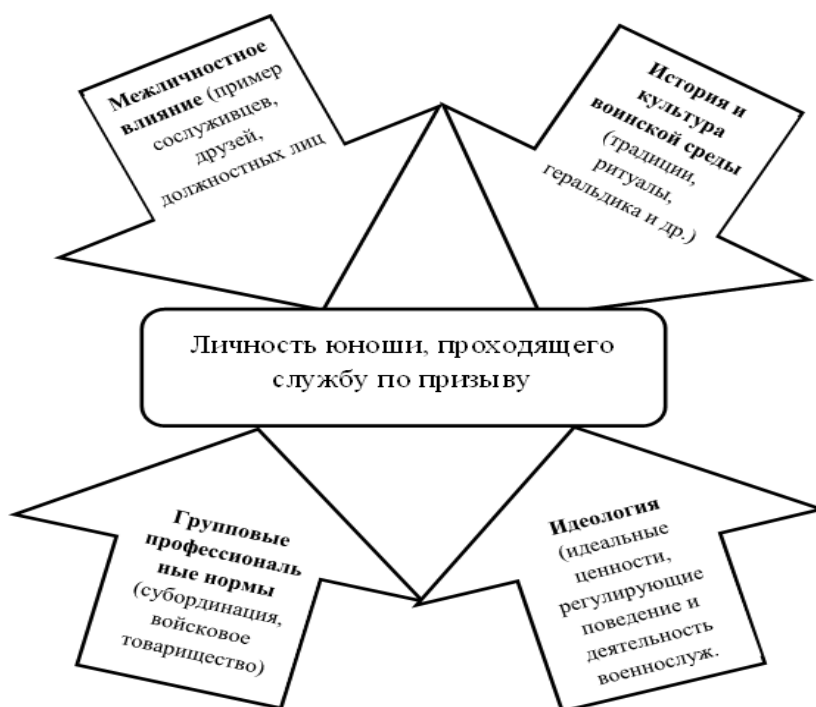 Межличностное
влияние (пример
сослуживцев,
друзей,
должностных лиц
История и
культура
воинской среды
(традиции,
ритуалы,
геральдика и др.)
Личность юноши, проходящего
службу по призыву
Групповые
профессиональ
ные нормы
(субординация,
войсковое
товарищество)
Идеология
(идеальные
ценности,
регулирующие
поведение и
деятельность
военнослуж.